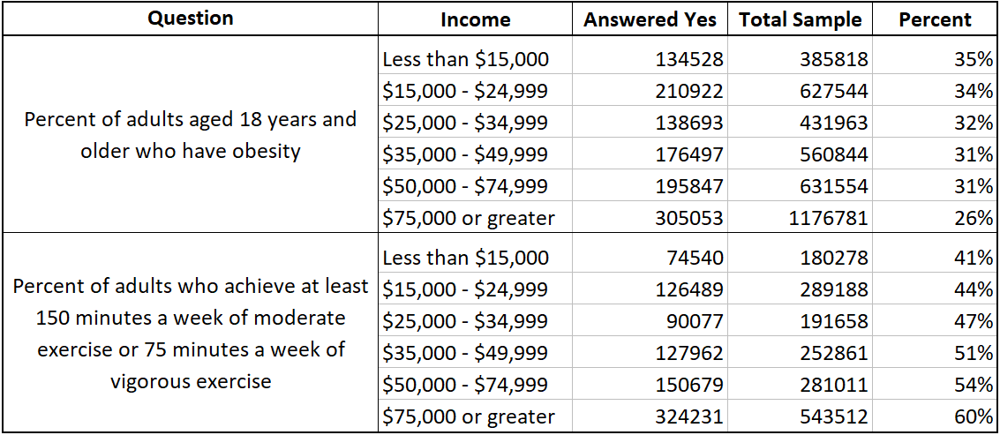 Question Income Answered Yes Total Sample Percent
Percent of adults aged 18 years and
older who have obesity
Less than $15,000 134528 385818 35%
$15,000 - $24,999 210922 627544 34%
$25,000 - $34,999 138693 431963 32%
$35,000 - $49,999 176497 560844 31%
$50,000 - $74,999 195847 631554 31%
$75,000 or greater 305053 1176781 26%
Percent of adults who achieve at least
150 minutes a week of moderate
exercise or 75 minutes a week of
vigorous exercise
Less than $15,000 74540 180278 41%
$15,000 - $24,999 126489 289188 44%
$25,000 - $34,999 90077 191658 47%
$35,000 - $49,999 127962 252861 51%
$50,000 - $74,999 150679 281011 54%
$75,000 or greater 324231 543512 60%